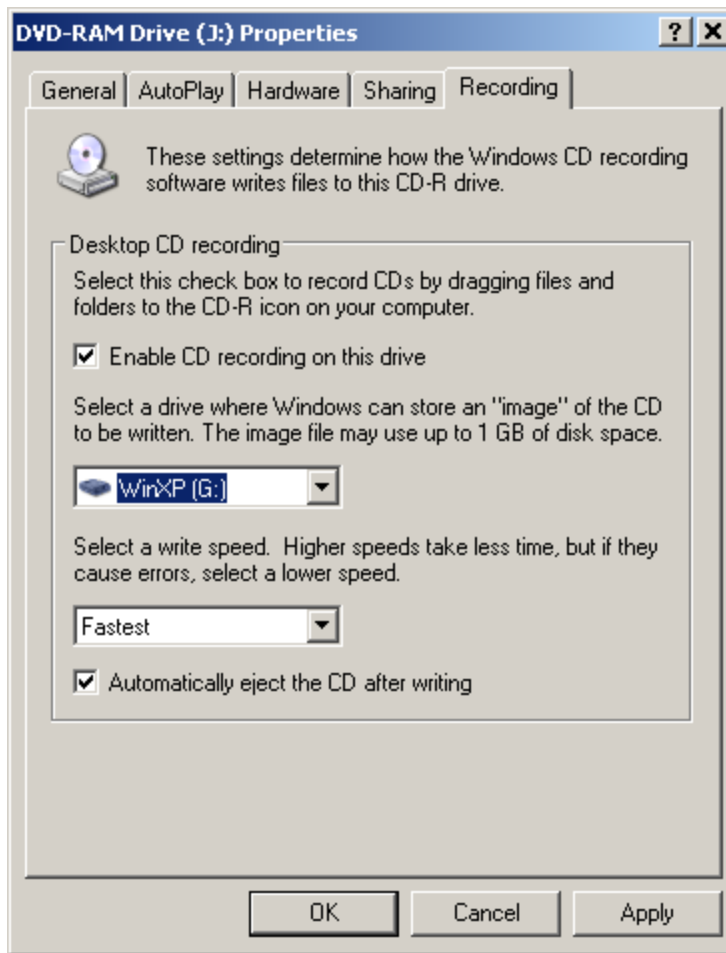 DVD-RAM Drive (J:) Properties
General AutoPlay Hardware Sharing Recording
These settings determine how the Windows CD recording
software writes files to this CD-R drive.
Desktop CD recording
Select this check box to record CDs by dragging files and
folders to the CD-R icon on your computer.
Enable CD recording on this drive
Select a drive where Windows can store an "image" of the CD
to be written. The image file may use up to 1 GB of disk space.
WinXP (G:)
Select a write speed.  Higher speeds take less time, but if they
cause errors, select a lower speed.
Fastest
Automatically eject the CD after writing
OK Cancel Apply